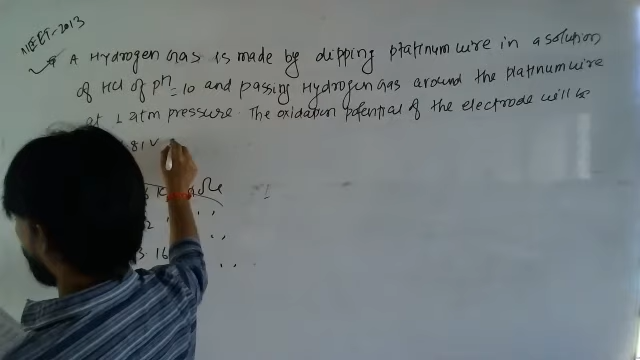 NEET-2013
A Hydrogen Gas is made by dipping platinum wire in a solution
of HCl of pH = 10 and passing Hydrogen gas around the platinum wire
at 1 atm pressure. The oxidation potential of the electrode will be
81 V